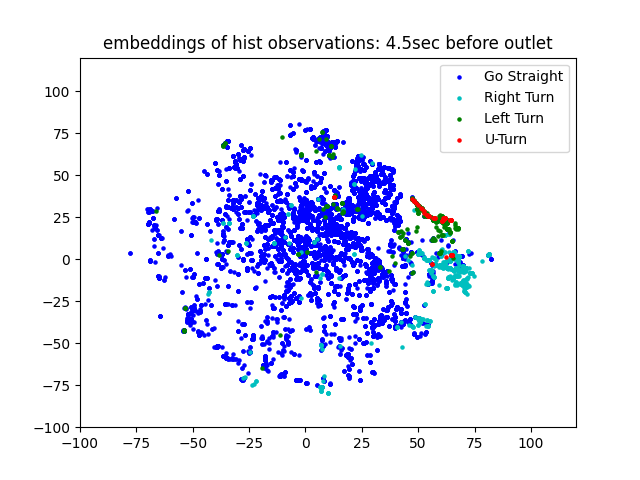 embeddings of hist observations: 4.5sec before outlet
Go Straight
Right Turn
Left Turn
U-Turn
100
75
50
25
0
−25
−50
−75
−100
−100 −75 −50 −25 0 25 50 75 100